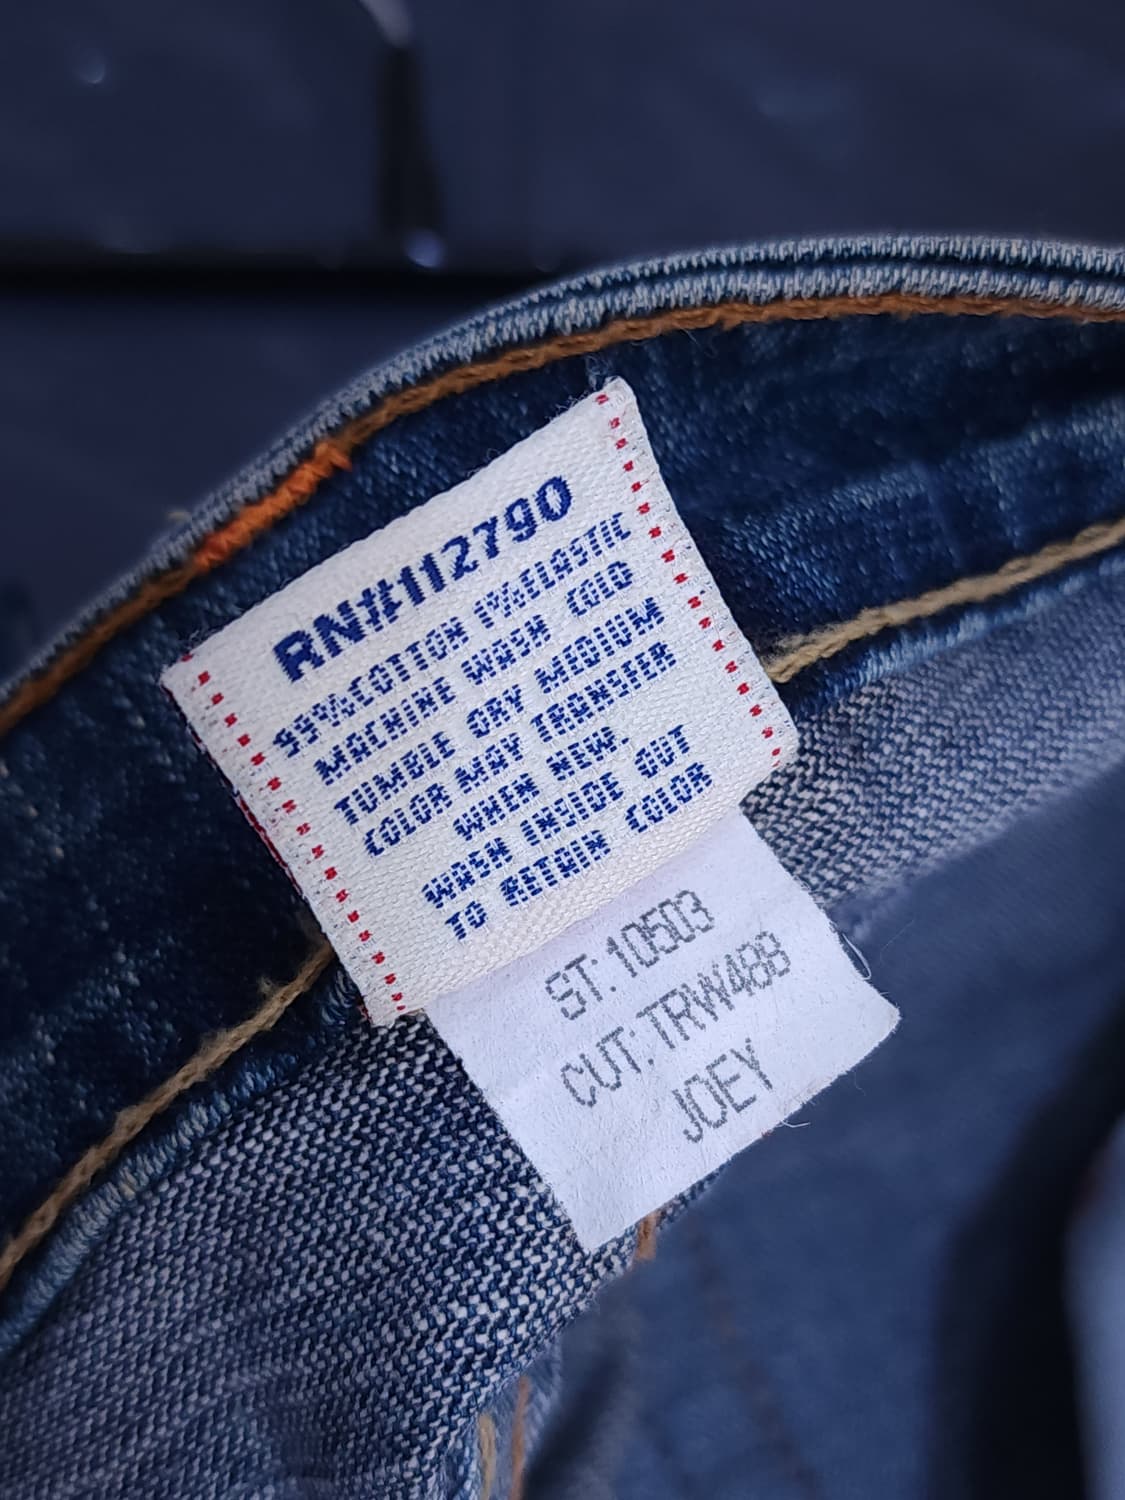 RN#112790
99%COTTON 1%ELASTIC
MACHINE WASH COLD
TUMBLE DRY MEDIUM
COLOR MAY TRANSFER
WHEN NEW.
WASH INSIDE OUT
TO RETAIN COLOR
ST: 10503
CUT: TRW488
JOEY